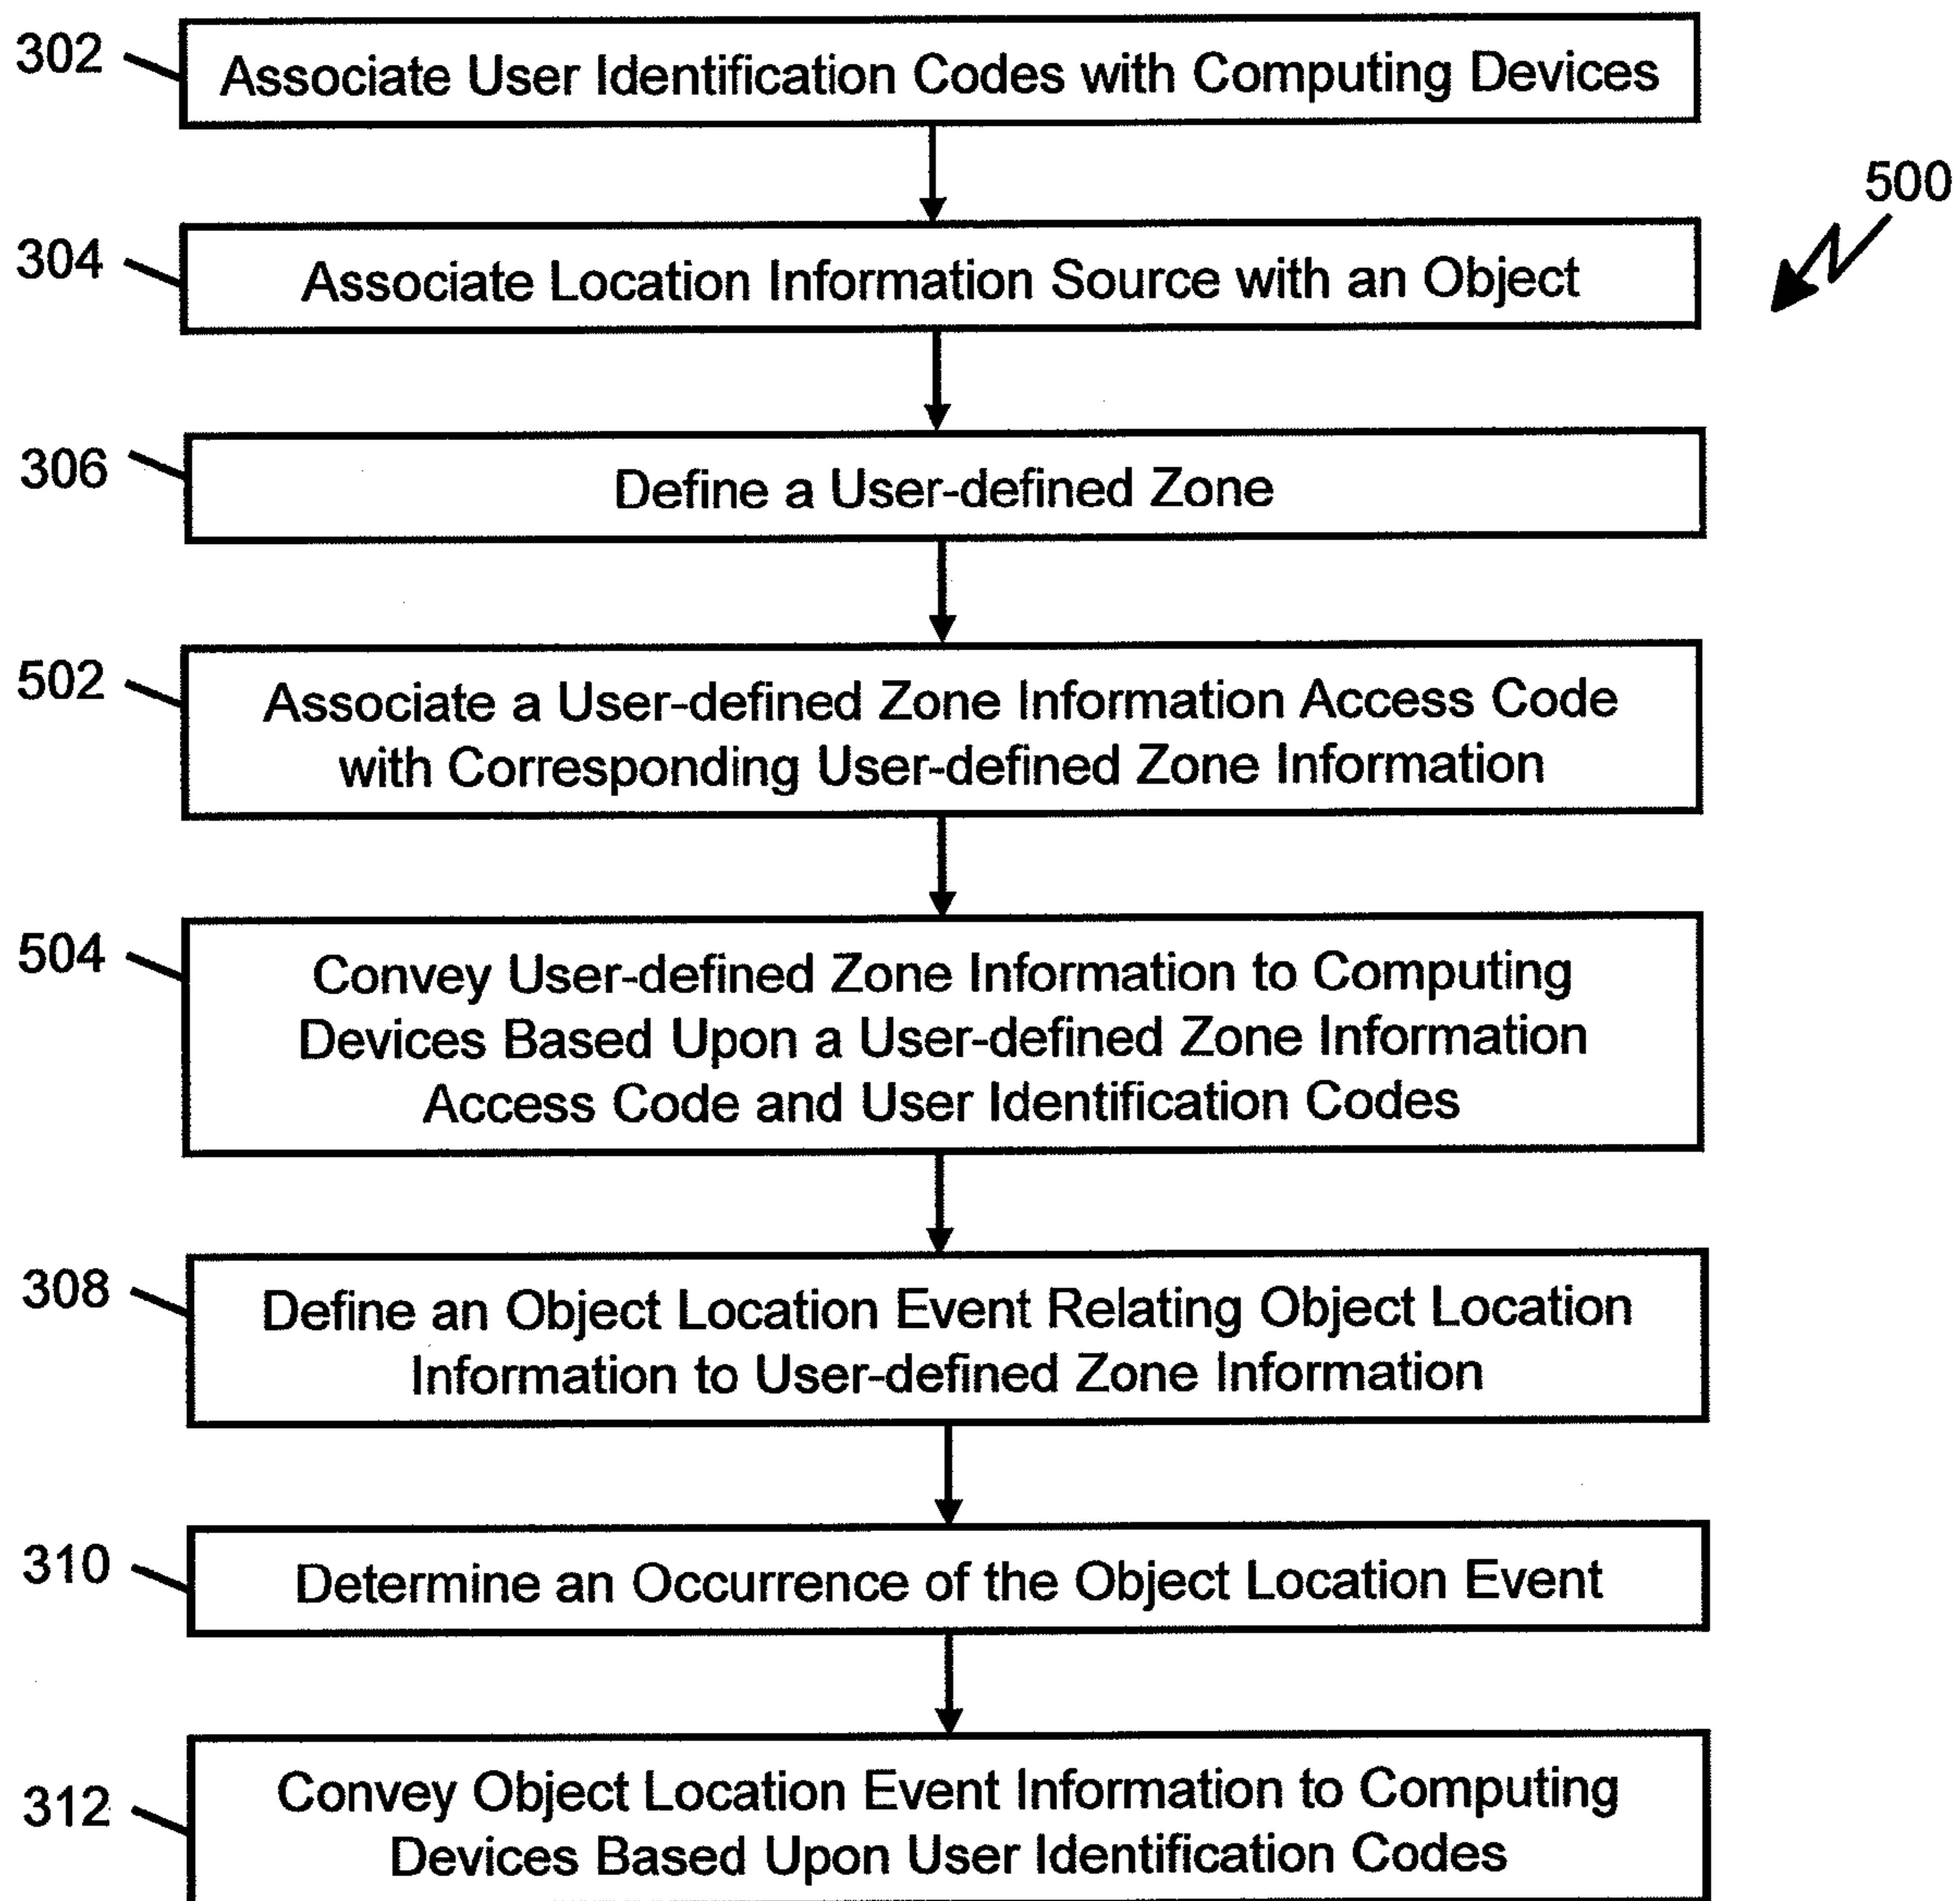 302
Associate User Identification Codes with Computing Devices
500
304
Associate Location Information Source with an Object
306
Define a User-defined Zone
502
Associate a User-defined Zone Information Access Code
with Corresponding User-defined Zone Information
504
Convey User-defined Zone Information to Computing
Devices Based Upon a User-defined Zone Information
Access Code and User Identification Codes
308
Define an Object Location Event Relating Object Location
Information to User-defined Zone Information
310
Determine an Occurrence of the Object Location Event
312
Convey Object Location Event Information to Computing
Devices Based Upon User Identification Codes